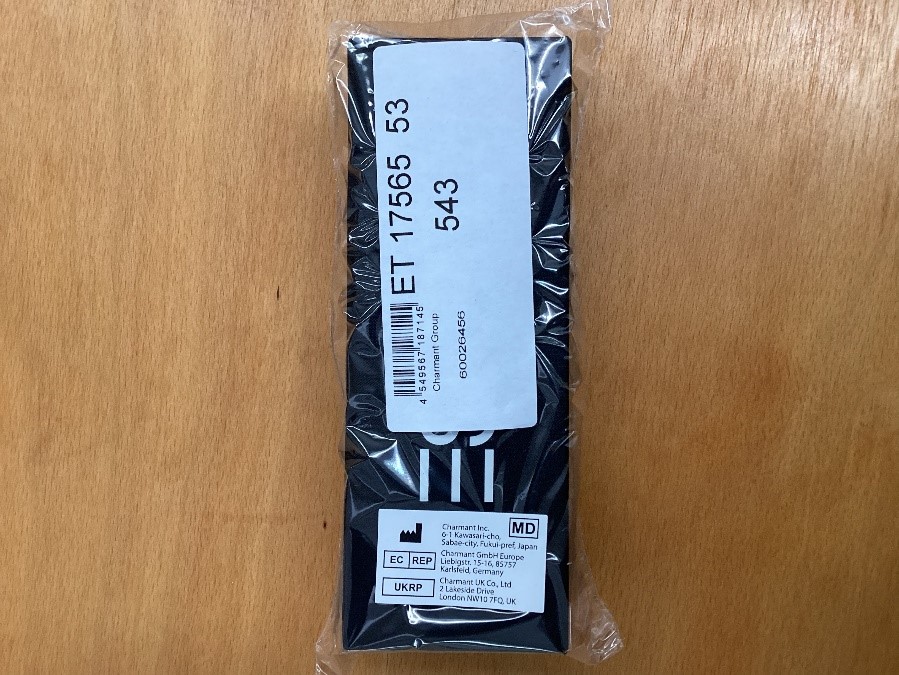 ET 17565 53
543
4 549567 187145
Charmant Group
60026456
MD
Charmant Inc.
6-1 Kawasari-cho,
Sabae-city, Fukui-pref, Japan
EC REP
Charmant GmbH Europe
Liebigstr. 15-16, 85757
Karlsfeld, Germany
UKRP
Charmant UK Co., Ltd
2 Lakeside Drive
London NW10 7FQ, UK